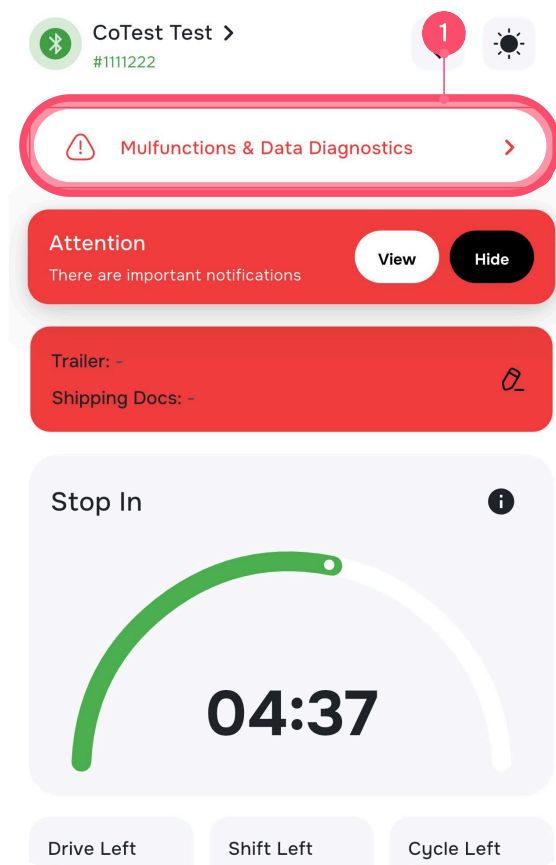 CoTest Test
#1111222
1
Mulfunctions & Data Diagnostics
Attention
There are important notifications
View
Hide
Trailer: -
Shipping Docs: -
Stop In
04:37
Drive Left
Shift Left
Cycle Left